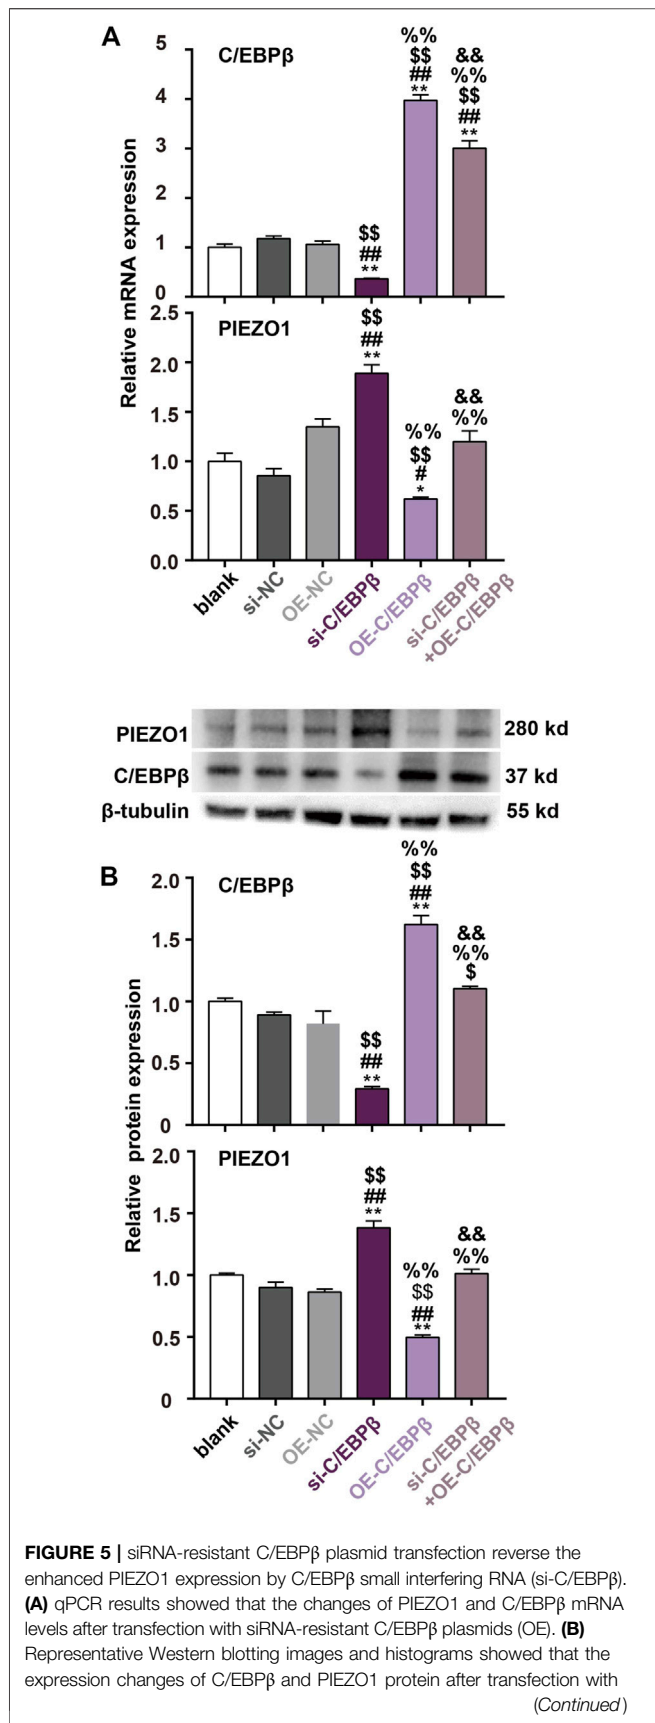 A
C/EBPβ
Relative mRNA expression
5
4
3
2
1
0
$$
##
**
%%
$$
##
**
&&
%%
$$
##
**
PIEZO1
2.5
2.0
1.5
1.0
0.5
0.0
$$
##
**
%%
$$
#
*
&&
%%
blank
si-NC
OE-NC
si-C/EBPβ
OE-C/EBPβ
si-C/EBPβ
+OE-C/EBPβ
PIEZO1 280 kd
C/EBPβ 37 kd
β-tubulin 55 kd
B
C/EBPβ
Relative protein expression
2.0
1.5
1.0
0.5
0
$$
##
**
%%
$$
##
**
&&
%%
$
PIEZO1
2.0
1.5
1.0
0.5
0
$$
##
**
%%
$$
##
**
&&
%%
blank
si-NC
OE-NC
si-C/EBPβ
OE-C/EBPβ
si-C/EBPβ
+OE-C/EBPβ
FIGURE 5 | siRNA-resistant C/EBPβ plasmid transfection reverse the
enhanced PIEZO1 expression by C/EBPβ small interfering RNA (si-C/EBPβ).
(A) qPCR results showed that the changes of PIEZO1 and C/EBPβ mRNA
levels after transfection with siRNA-resistant C/EBPβ plasmids (OE). (B)
Representative Western blotting images and histograms showed that the
expression changes of C/EBPβ and PIEZO1 protein after transfection with
(Continued)